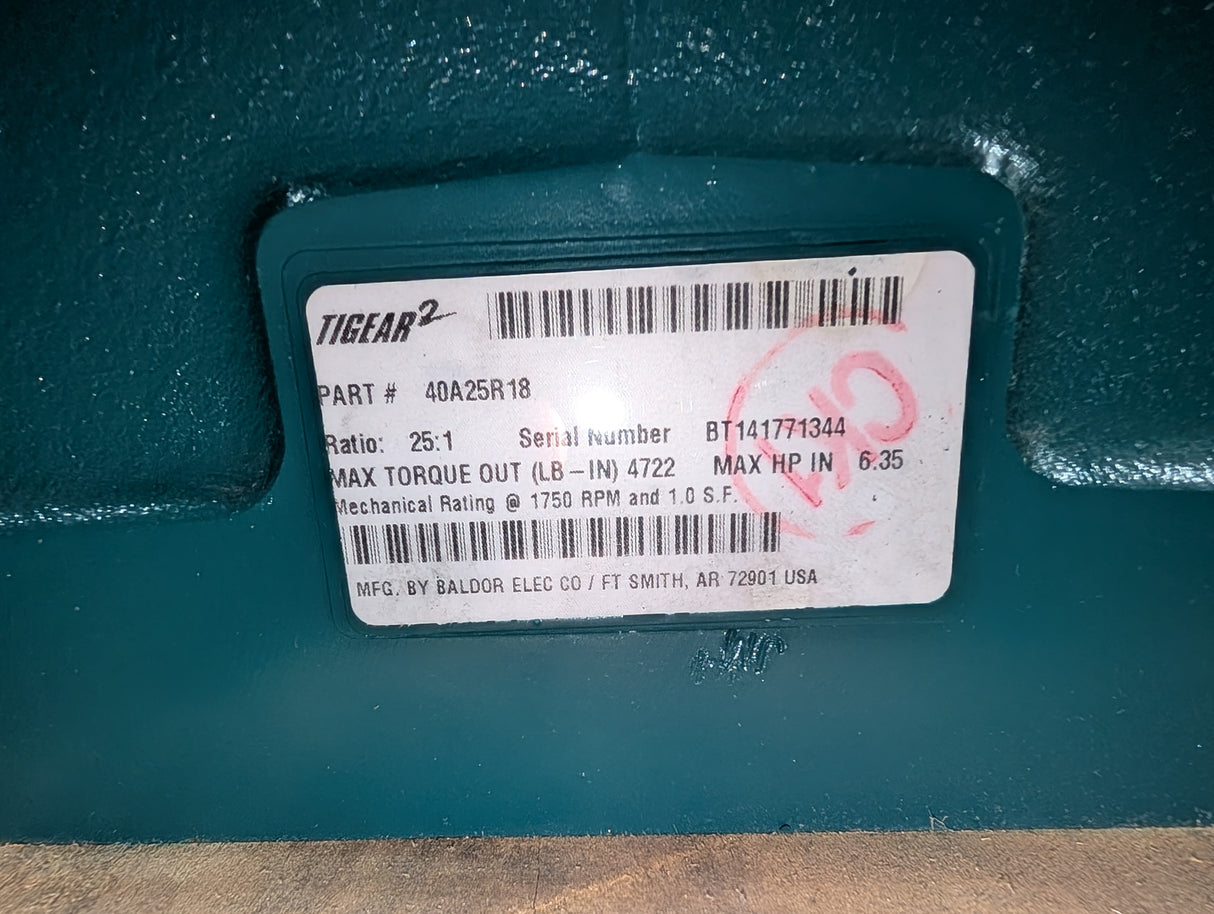 TIGEAR2
PART # 40A25R18
Ratio: 25:1 Serial Number BT141771344
MAX TORQUE OUT (LB-IN) 4722 MAX HP IN 6.35
Mechanical Rating @ 1750 RPM and 1.0 S.F.
MFG. BY BALDOR ELEC CO / FT SMITH, AR 72901 USA